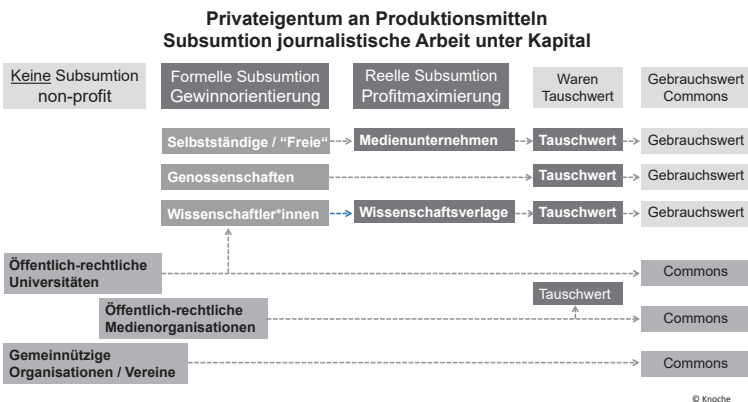 Privateigentum an Produktionsmitteln
Subsumtion journalistische Arbeit unter Kapital
Keine Subsumtion
non-profit
Formelle Subsumtion
Gewinnorientierung
Reelle Subsumtion
Profitmaximierung
Waren
Tauschwert
Gebrauchswert
Commons
Selbstständige / “Freie“
Medienunternehmen
Tauschwert
Gebrauchswert
Genossenschaften
Tauschwert
Gebrauchswert
Wissenschaftler*innen
Wissenschaftsverlage
Tauschwert
Gebrauchswert
Öffentlich-rechtliche
Universitäten
Commons
Öffentlich-rechtliche
Medienorganisationen
Tauschwert
Commons
Gemeinnützige
Organisationen / Vereine
Commons
© Knoche